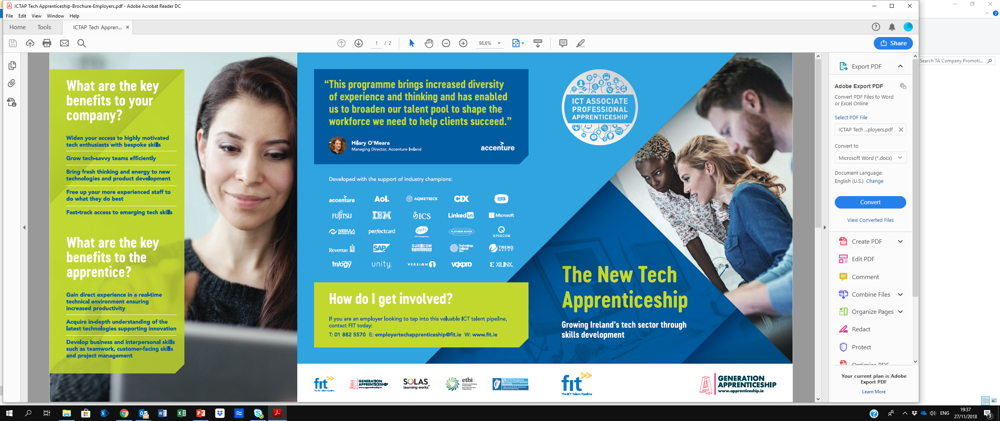 ICTAP Tech Apprenticeship-Brochure-Employers.pdf - Adobe Acrobat Reader DC
File Edit View Window Help
Home Tools ICTAP Tech Appren...
1 / 2 98.6% Share
Search TA Company Promoti...
What are the key
benefits to your
company?
Widen your access to highly motivated
tech enthusiasts with bespoke skills
Grow tech-savvy teams efficiently
Bring fresh thinking and energy to new
technologies and product development
Free up your more experienced staff to
do what they do best
Fast-track access to emerging tech skills
What are the key
benefits to the
apprentice?
Gain direct experience in a real-time
technical environment ensuring
increased productivity
Acquire in-depth understanding of the
latest technologies supporting innovation
Develop business and interpersonal skills
such as teamwork, customer-facing skills
and project management
“This programme brings increased diversity
of experience and thinking and has enabled
us to broaden our talent pool to shape the
workforce we need to help clients succeed.”
Hilary O’Meara
Managing Director, Accenture Ireland
accenture
Developed with the support of industry champions:
accenture Aol. AQMETRICS CIX ESB
FUJITSU IBM ICS LinkedIn Microsoft
NEBULA INTERACTIVE perfectcard pfh PLATFORM AVENUE QPERCOM
Revenue SAP SUR COM Technology Ireland TREND MICRO
trilogy unity. VERSION 1 voxpro XILINX
How do I get involved?
If you are an employer looking to tap into this valuable ICT talent pipeline,
contact FIT today:
T: 01 882 5570 E: employertechapprenticeship@fit.ie W: www.fit.ie
ICT ASSOCIATE
PROFESSIONAL
APPRENTICESHIP
The New Tech
Apprenticeship
Growing Ireland’s tech sector through
skills development
fit
The ICT Talent Pipeline
GENERATION
APPRENTICESHIP
www.apprenticeship.ie
SOLAS
learning works
etbi
fit
The ICT Talent Pipeline
GENERATION
APPRENTICESHIP
www.apprenticeship.ie
Export PDF
Adobe Export PDF
Convert PDF Files to Word
or Excel Online
Select PDF File
ICTAP Tech ...ployers.pdf
Convert to
Microsoft Word (*.docx)
Document Language:
English (U.S.) Change
Convert
View Converted Files
Create PDF
Edit PDF
Comment
Combine Files
Organize Pages
Redact
Protect
Optimize PDF
Your current plan is Adobe
Export PDF
Learn More
ENG
19:37
27/11/2018
3